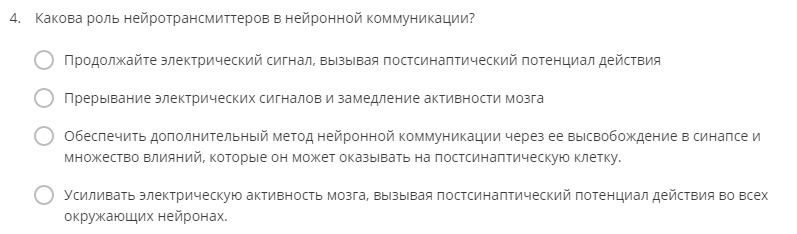 4. Какова роль нейротрансмиттеров в нейронной коммуникации?
Продолжайте электрический сигнал, вызывая постсинаптический потенциал действия
Прерывание электрических сигналов и замедление активности мозга
Обеспечить дополнительный метод нейронной коммуникации через ее высвобождение в синапсе и
множество влияний, которые он может оказывать на постсинаптическую клетку.
Усиливать электрическую активность мозга, вызывая постсинаптический потенциал действия во всех
окружающих нейронах.